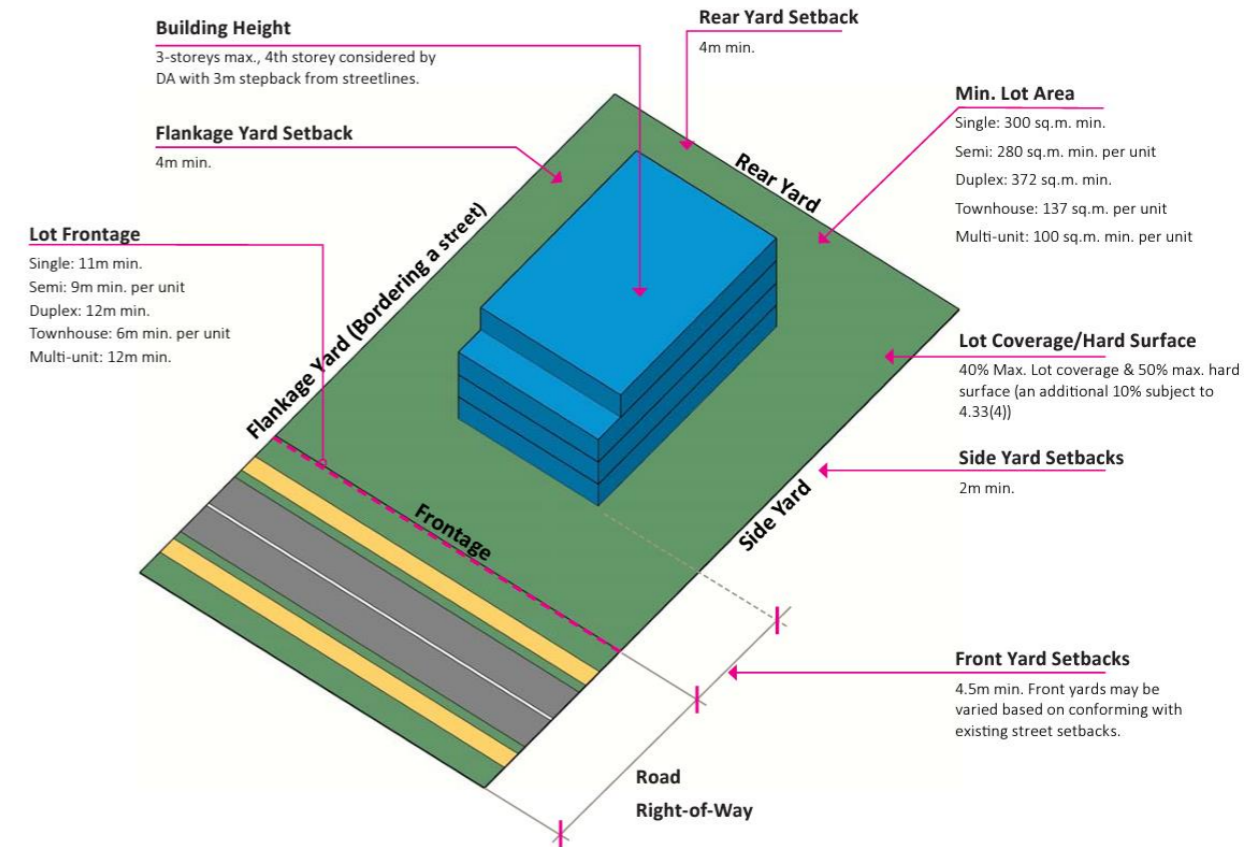 Building Height
3-storeys max., 4th storey considered by
DA with 3m stepback from streetlines.
Rear Yard Setback
4m min.
Flankage Yard Setback
4m min.
Min. Lot Area
Single: 300 sq.m. min.
Semi: 280 sq.m. min. per unit
Duplex: 372 sq.m. min.
Townhouse: 137 sq.m. per unit
Multi-unit: 100 sq.m. min. per unit
Rear Yard
Lot Frontage
Single: 11m min.
Semi: 9m min. per unit
Duplex: 12m min.
Townhouse: 6m min. per unit
Multi-unit: 12m min.
Flankage Yard (Bordering a street)
Lot Coverage/Hard Surface
40% Max. Lot coverage & 50% max. hard
surface (an additional 10% subject to
4.33(4))
Side Yard Setbacks
2m min.
Frontage
Side Yard
Front Yard Setbacks
4.5m min. Front yards may be
varied based on conforming with
existing street setbacks.
Road
Right-of-Way